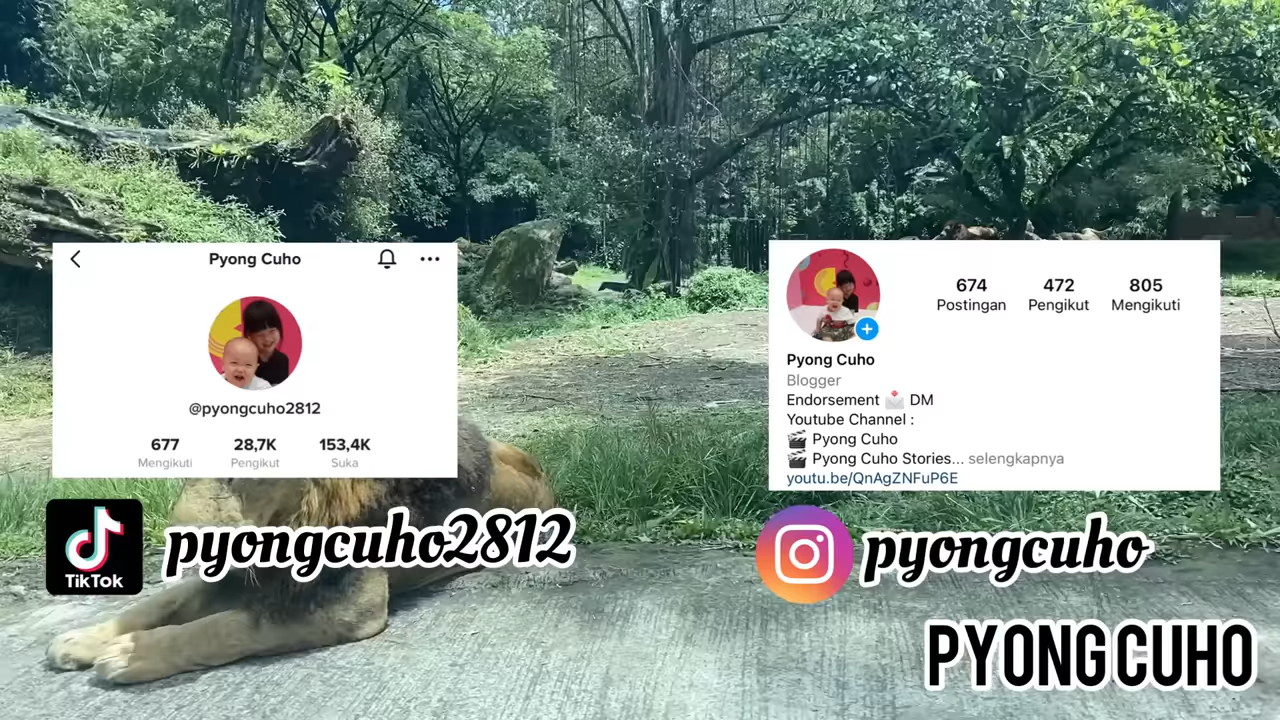 Pyong Cuho
@pyongcuho2812
677 28,7K 153,4K
Mengikuti Pengikut Suka
TikTok
pyongcuho2812
674 472 805
Postingan Pengikut Mengikuti
Pyong Cuho
Blogger
Endorsement 📩 DM
Youtube Channel :
🎬 Pyong Cuho
🎬 Pyong Cuho Stories... selengkapnya
youtu.be/QnAgZNFuP6E
pyongcuho
PYONG CUHO